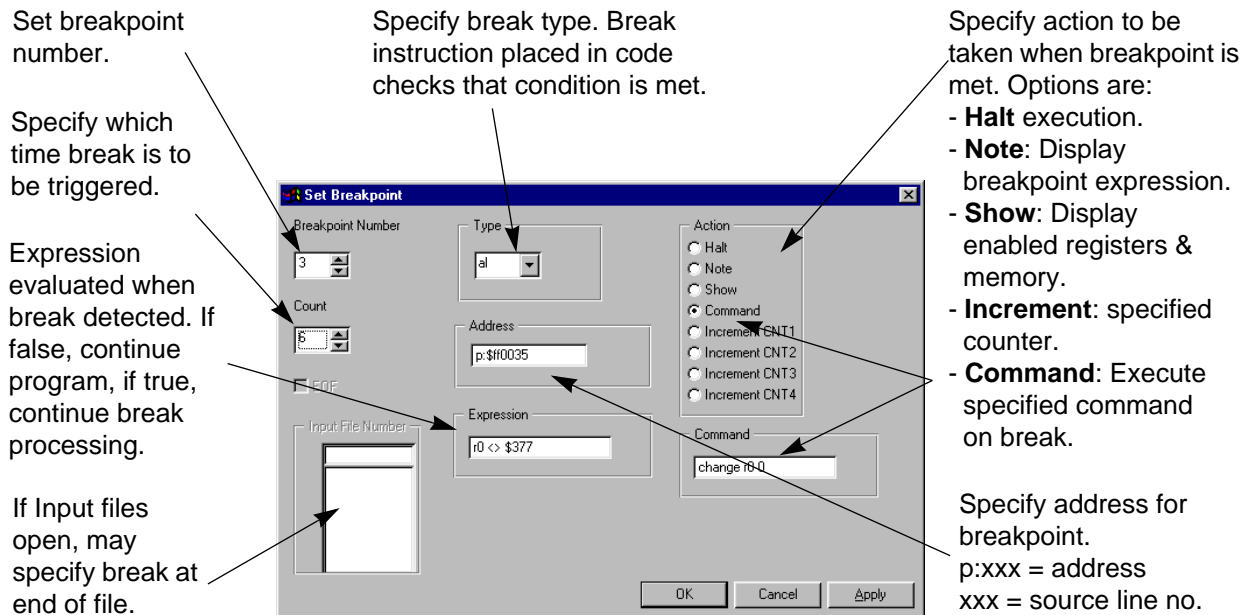 Set breakpoint
number.
Specify which
time break is to
be triggered.
Expression
evaluated when
break detected. If
false, continue
program, if true,
continue break
processing.
If Input files
open, may
specify break at
end of file.
Specify break type. Break
instruction placed in code
checks that condition is met.
Set Breakpoint
Breakpoint Number
3
Count
6
EOF
Input File Number
Type
al
Address
p:$ff0035
Expression
r0 <> $377
Action
Halt
Note
Show
Command
Increment CNT1
Increment CNT2
Increment CNT3
Increment CNT4
Command
change r0 0
OK
Cancel
Apply
Specify action to be
taken when breakpoint is
met. Options are:
- Halt execution.
- Note: Display
breakpoint expression.
- Show: Display
enabled registers &
memory.
- Increment: specified
counter.
- Command: Execute
specified command
on break.
Specify address for
breakpoint.
p:xxx = address
xxx = source line no.